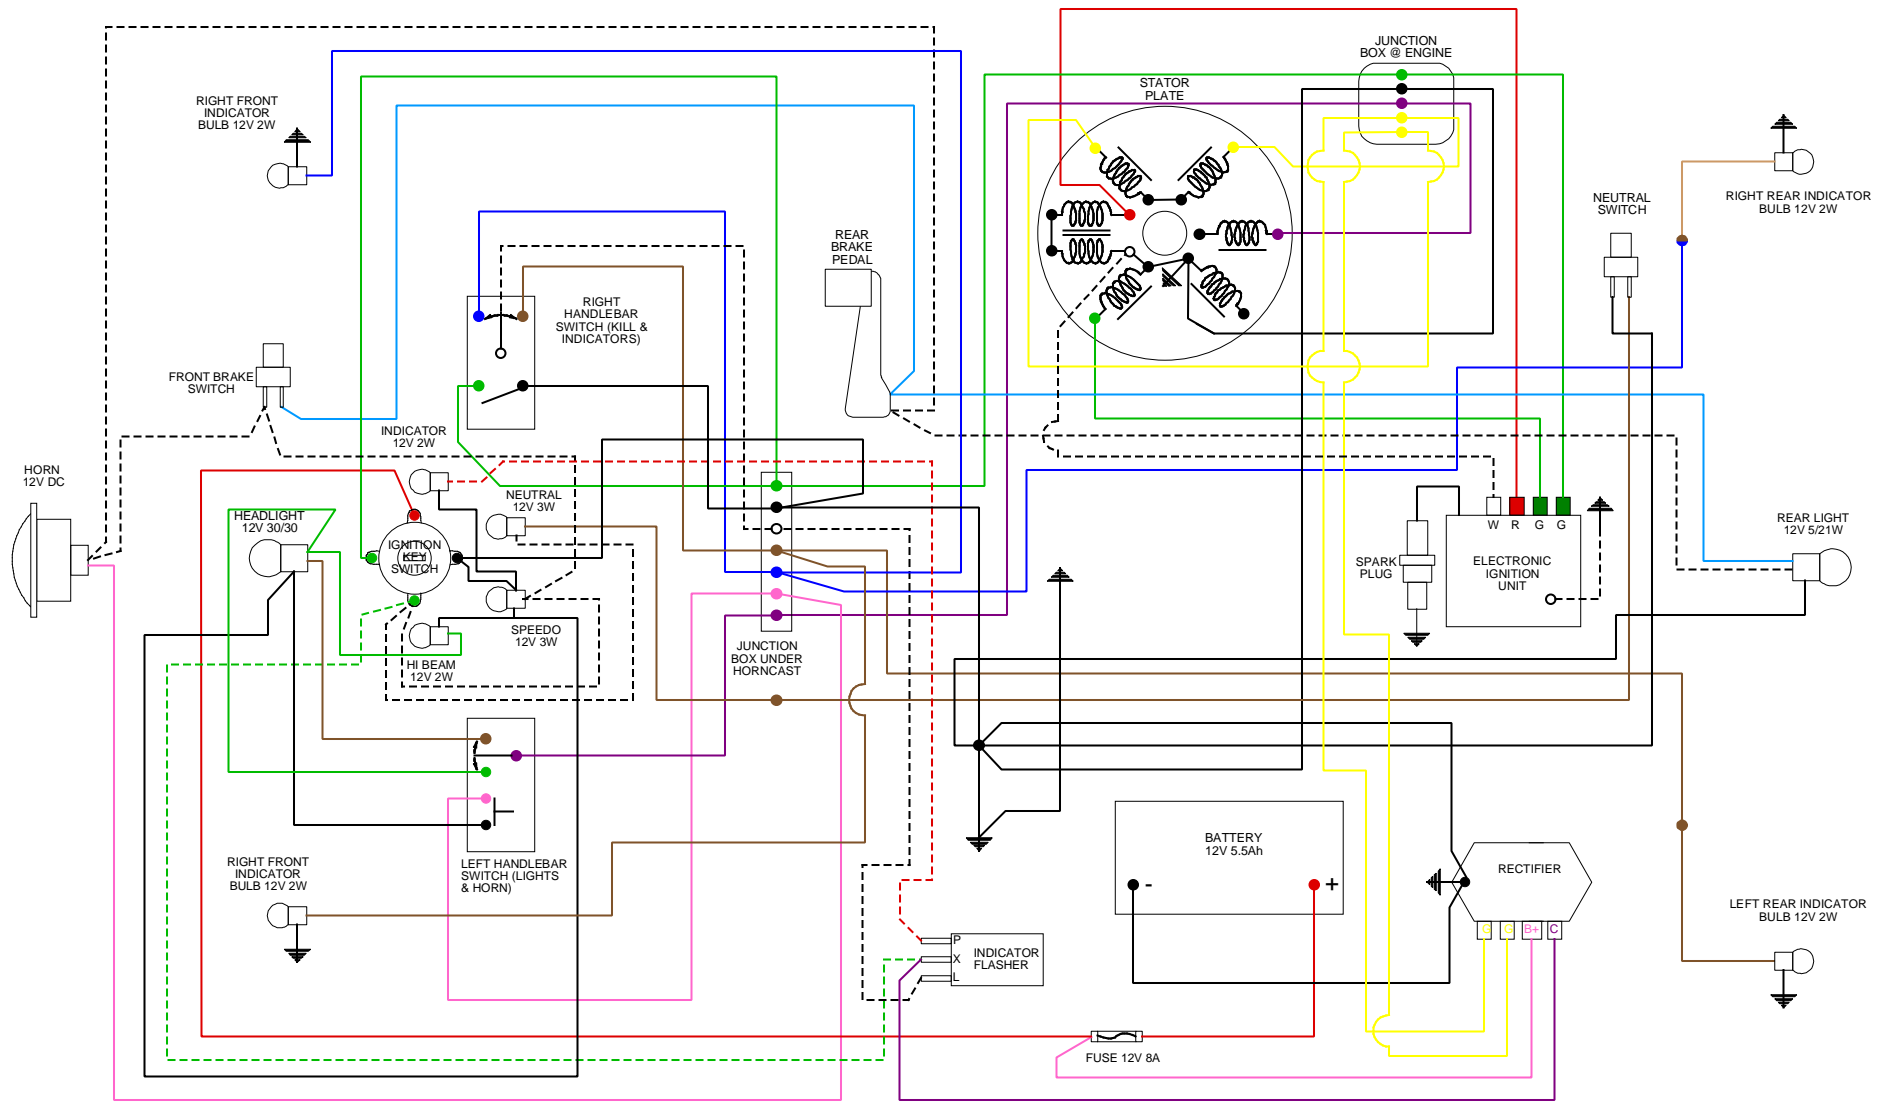 JUNCTION
BOX @ ENGINE
STATOR
PLATE
RIGHT FRONT
INDICATOR
BULB 12V 2W
NEUTRAL
SWITCH
RIGHT REAR INDICATOR
BULB 12V 2W
REAR
BRAKE
PEDAL
RIGHT
HANDLEBAR
SWITCH (KILL &
INDICATORS)
FRONT BRAKE
SWITCH
INDICATOR
12V 2W
HORN
12V DC
NEUTRAL
12V 3W
HEADLIGHT
12V 30/30
IGNITION
KEY
SWITCH
W R G G
ELECTRONIC
IGNITION
UNIT
SPARK
PLUG
REAR LIGHT
12V 5/21W
SPEEDO
12V 3W
HI BEAM
12V 2W
JUNCTION
BOX UNDER
HORNCAST
BATTERY
12V 5.5Ah
- +
RECTIFIER
G G B+ C
RIGHT FRONT
INDICATOR
BULB 12V 2W
LEFT HANDLEBAR
SWITCH (LIGHTS
& HORN)
LEFT REAR INDICATOR
BULB 12V 2W
P
X
L
INDICATOR
FLASHER
FUSE 12V 8A